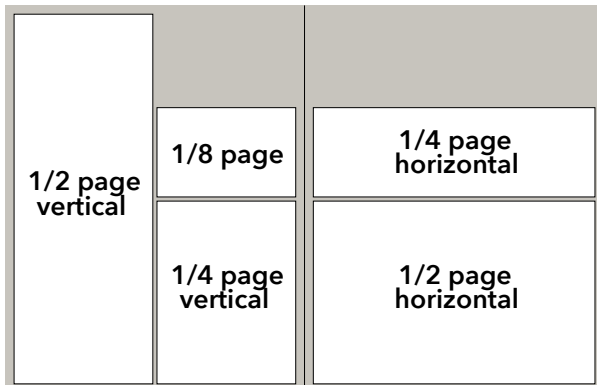 1/2 page
vertical
1/8 page
1/4 page
vertical
1/4 page
horizontal
1/2 page
horizontal